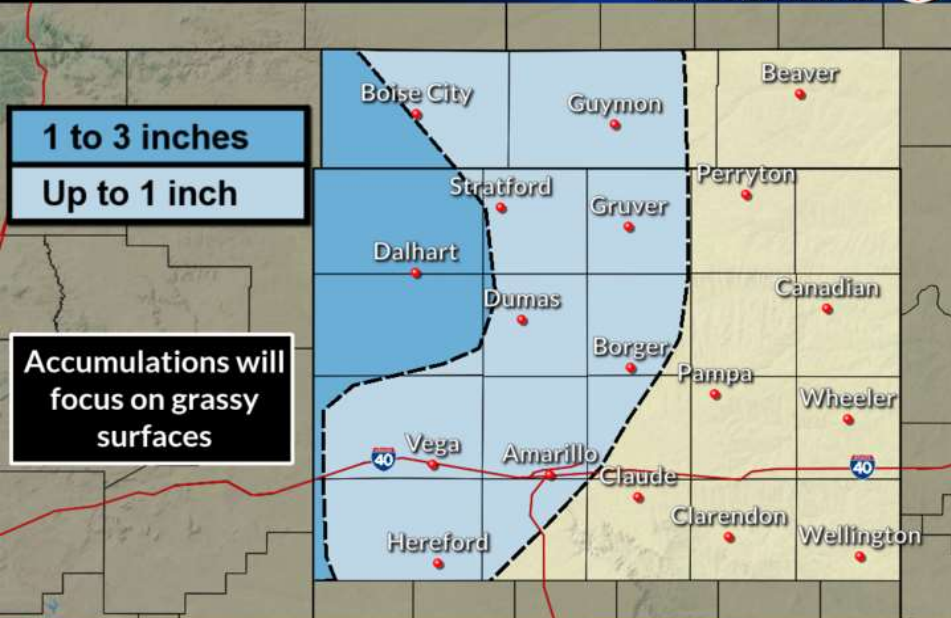 Beaver
Boise City
Guymon
1 to 3 inches
Up to 1 inch
Perryton
Stratford
Gruver
Dalhart
Canadian
Dumas
Accumulations will
focus on grassy
surfaces
Borger
Pampa
Wheeler
40
Vega
Amarillo
40
Claude
Clarendon
Wellington
Hereford